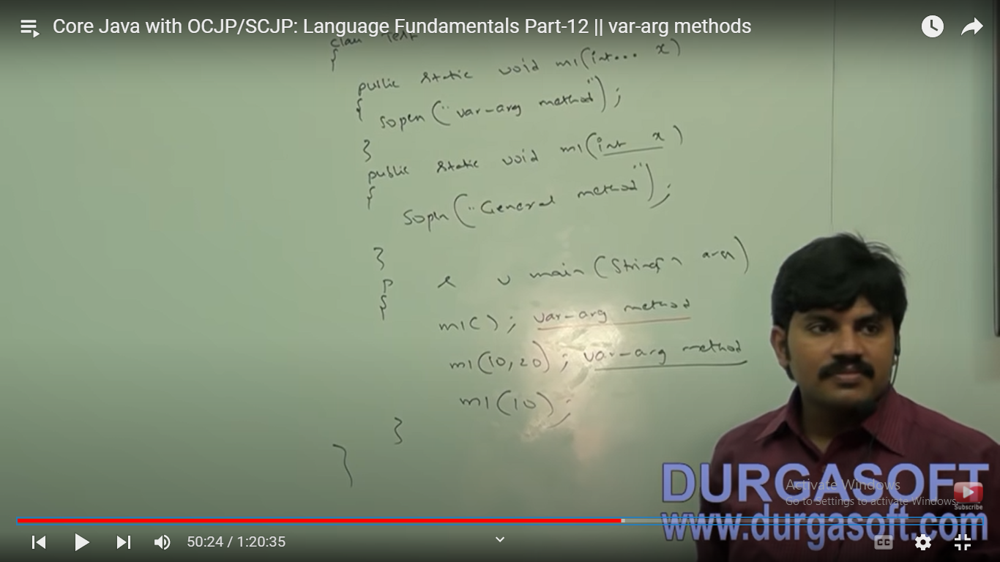 Core Java with OCJP/SCJP: Language Fundamentals Part-12 || var-arg methods
class Test
{
public static void m1(int... x)
{
sopln("var-arg method");
}
public static void m1(int x)
{
sopln("General method");
}
p s v main(String[]
{
m1(); var-arg method
m1(10,20); var-arg method
m1(10);
}
}
DURGASOFT
www.durgasoft.com
Subscribe
Activate Windows
Go to Settings to activate Windows.
50:24 / 1:20:35
CC